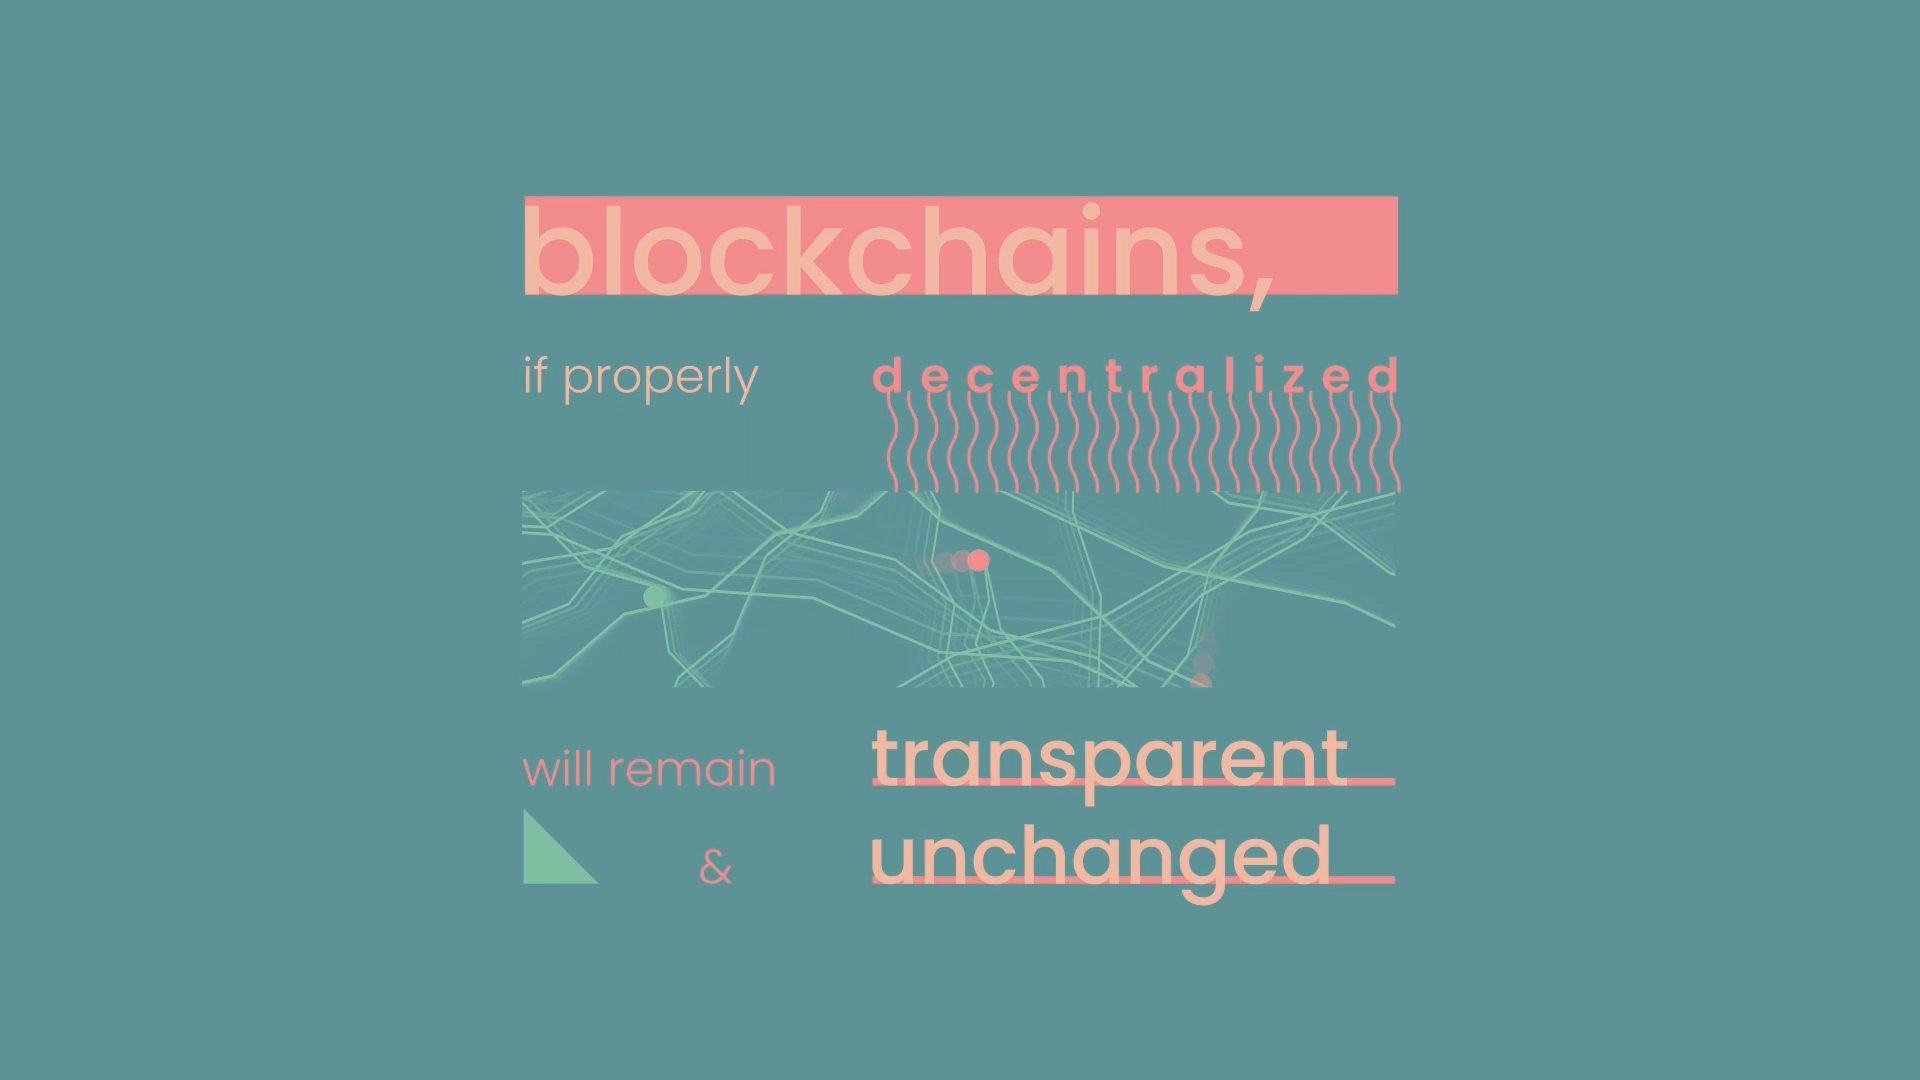 blockchains,
if properly decentralized
will remain transparent
& unchanged